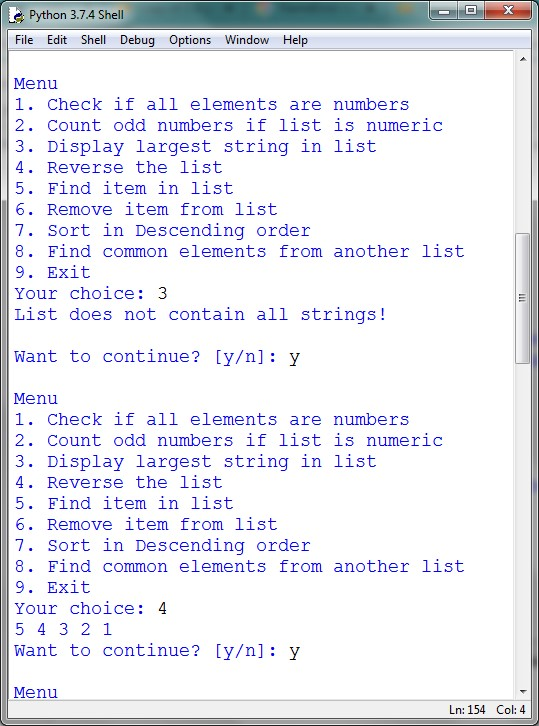 Python 3.7.4 Shell
File Edit Shell Debug Options Window Help
Menu
1. Check if all elements are numbers
2. Count odd numbers if list is numeric
3. Display largest string in list
4. Reverse the list
5. Find item in list
6. Remove item from list
7. Sort in Descending order
8. Find common elements from another list
9. Exit
Your choice: 3
List does not contain all strings!
Want to continue? [y/n]: y
Menu
1. Check if all elements are numbers
2. Count odd numbers if list is numeric
3. Display largest string in list
4. Reverse the list
5. Find item in list
6. Remove item from list
7. Sort in Descending order
8. Find common elements from another list
9. Exit
Your choice: 4
5 4 3 2 1
Want to continue? [y/n]: y
Menu
Ln: 154 Col: 4